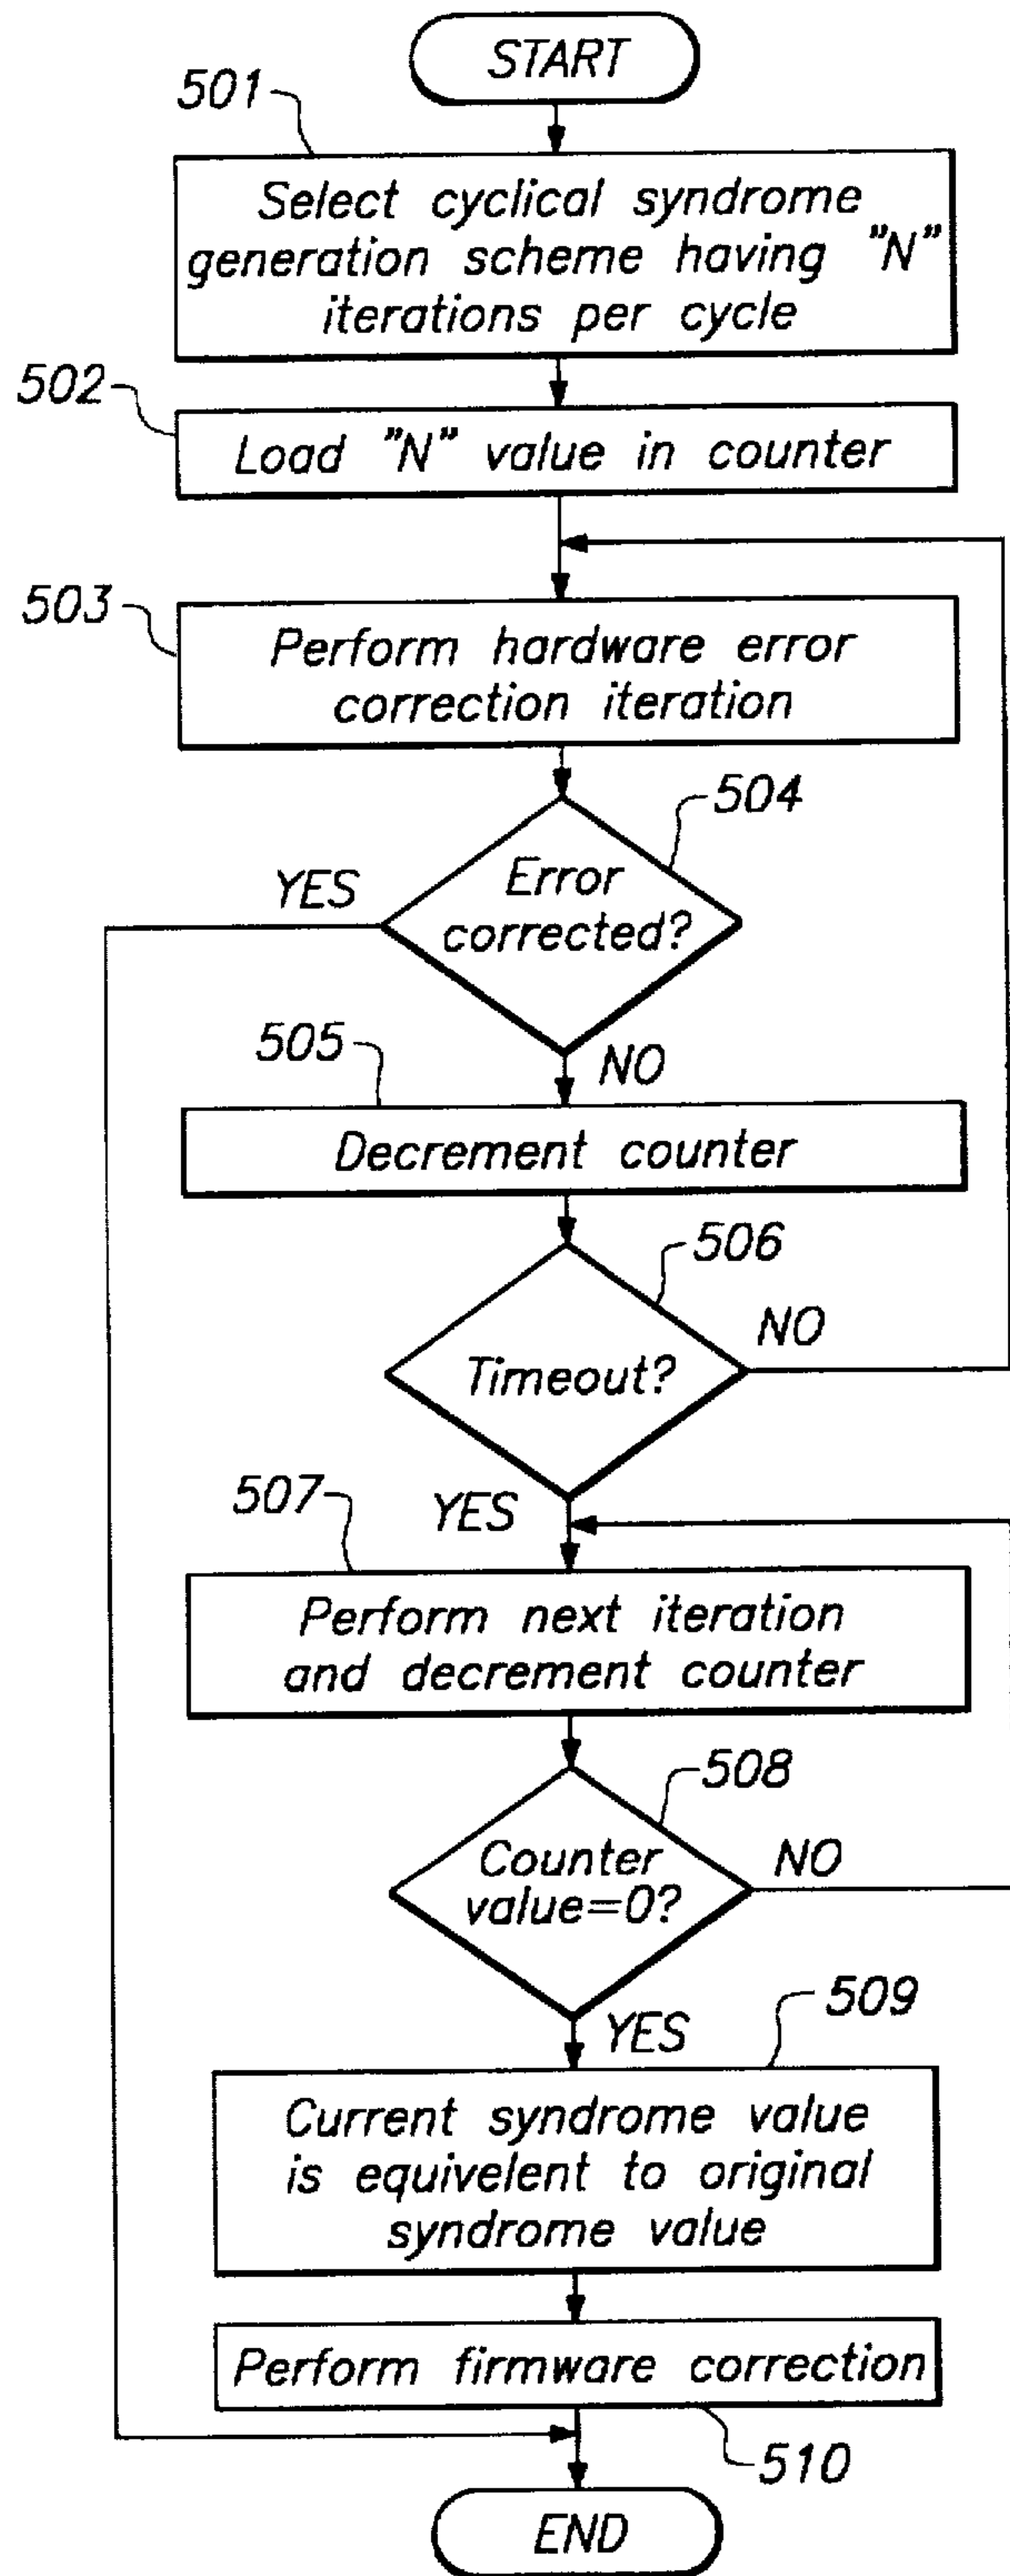 START
501
Select cyclical syndrome
generation scheme having "N"
iterations per cycle
502
Load "N" value in counter
503
Perform hardware error
correction iteration
504
YES
Error
corrected?
505
NO
Decrement counter
506
NO
Timeout?
507
YES
Perform next iteration
and decrement counter
508
Counter
value=0?
NO
509
YES
Current syndrome value
is equivelent to original
syndrome value
Perform firmware correction
510
END